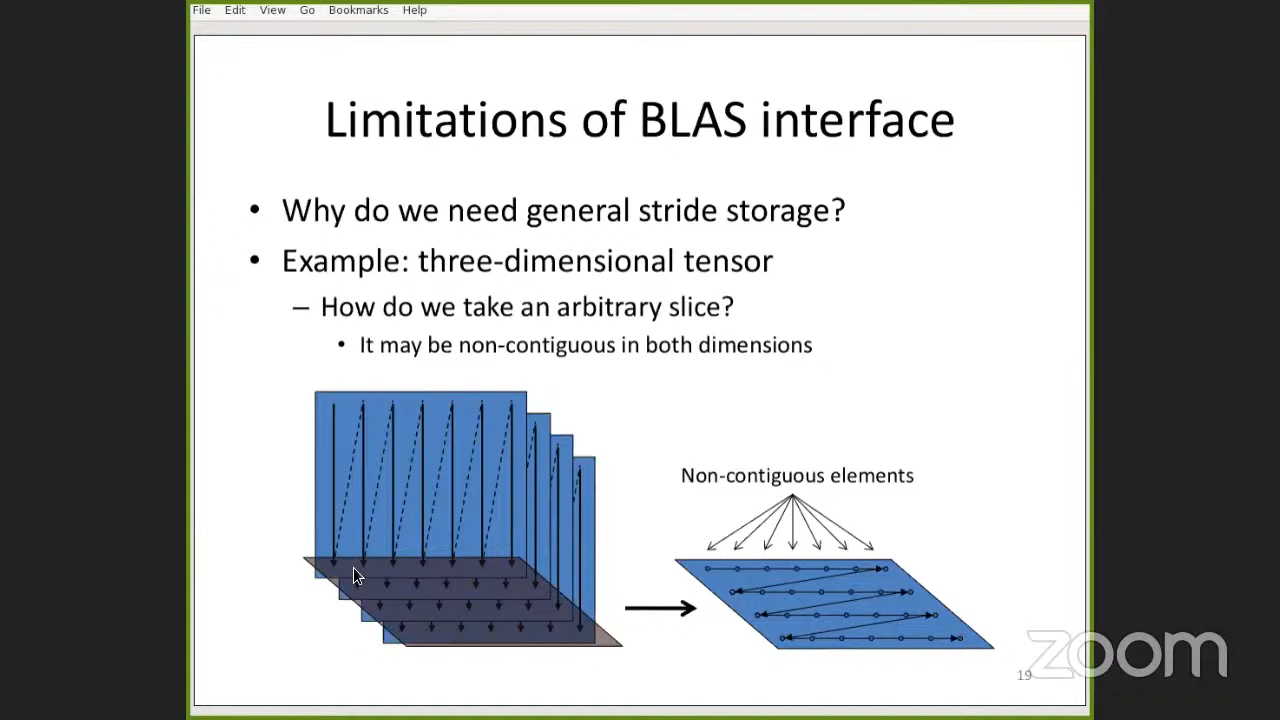 File Edit View Go Bookmarks Help
Limitations of BLAS interface
• Why do we need general stride storage?
• Example: three-dimensional tensor
– How do we take an arbitrary slice?
• It may be non-contiguous in both dimensions
Non-contiguous elements
19
zoom